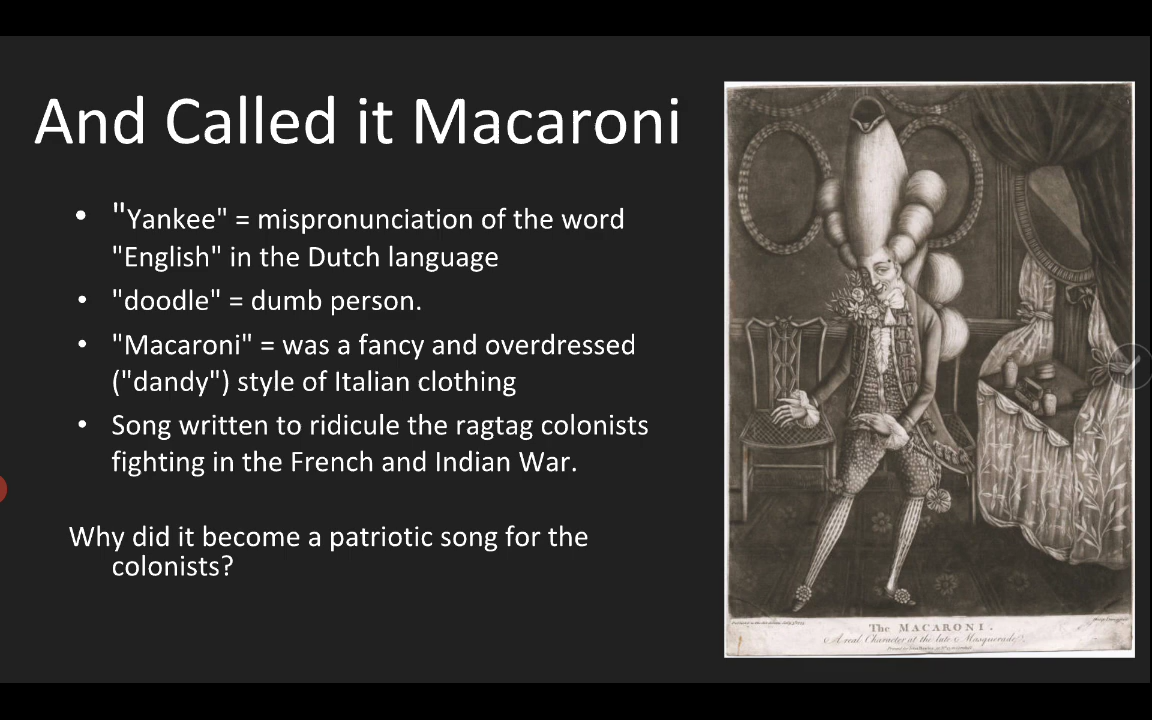 And Called it Macaroni
• "Yankee" = mispronunciation of the word
"English" in the Dutch language
• "doodle" = dumb person.
• "Macaroni" = was a fancy and overdressed
("dandy") style of Italian clothing
• Song written to ridicule the ragtag colonists
fighting in the French and Indian War.
Why did it become a patriotic song for the
colonists?
The MACARONI.
A real Character at the late Masquerade